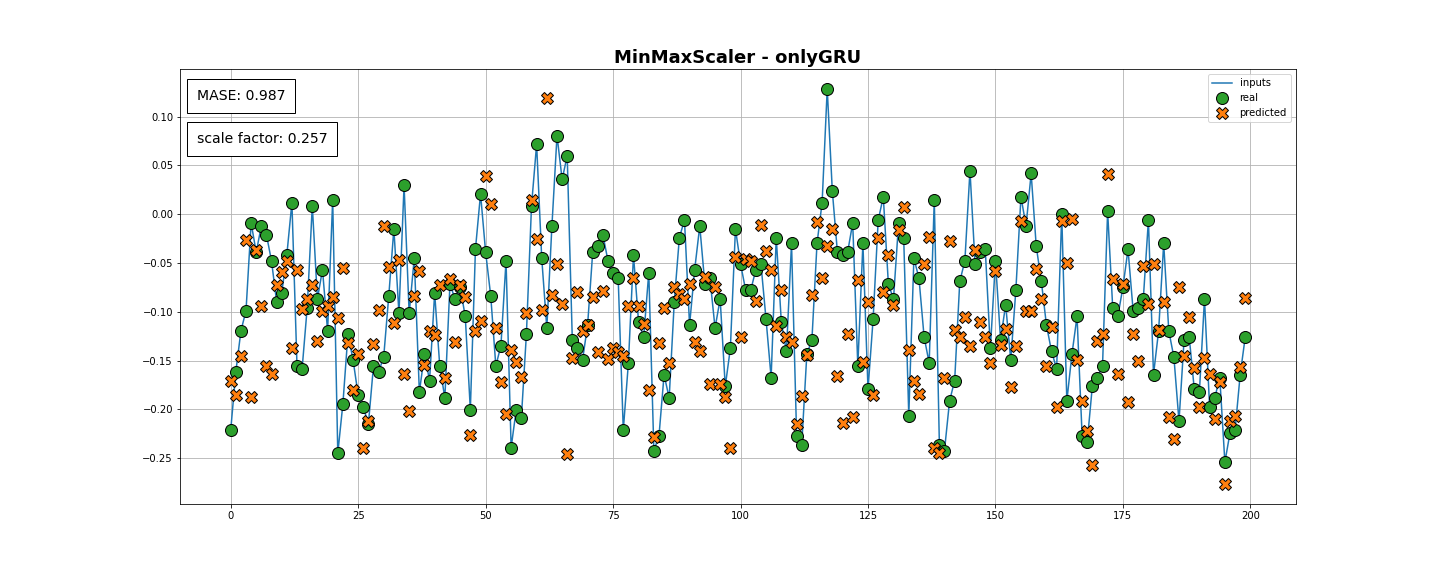 MinMaxScaler - onlyGRU
MASE: 0.987
scale factor: 0.257
inputs
real
predicted
0.10
0.05
0.00
−0.05
−0.10
−0.15
−0.20
−0.25
0
25
50
75
100
125
150
175
200